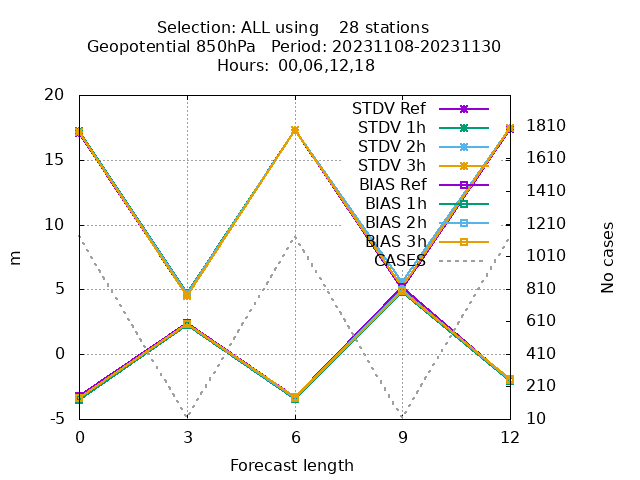 Selection: ALL using 28 stations
Geopotential 850hPa Period: 20231108-20231130
Hours: 00,06,12,18
20
15
10
5
0
-5
m
0
3
6
9
12
Forecast length
1810
1610
1410
1210
1010
810
610
410
210
10
No cases
STDV Ref
STDV 1h
STDV 2h
STDV 3h
BIAS Ref
BIAS 1h
BIAS 2h
BIAS 3h
CASES